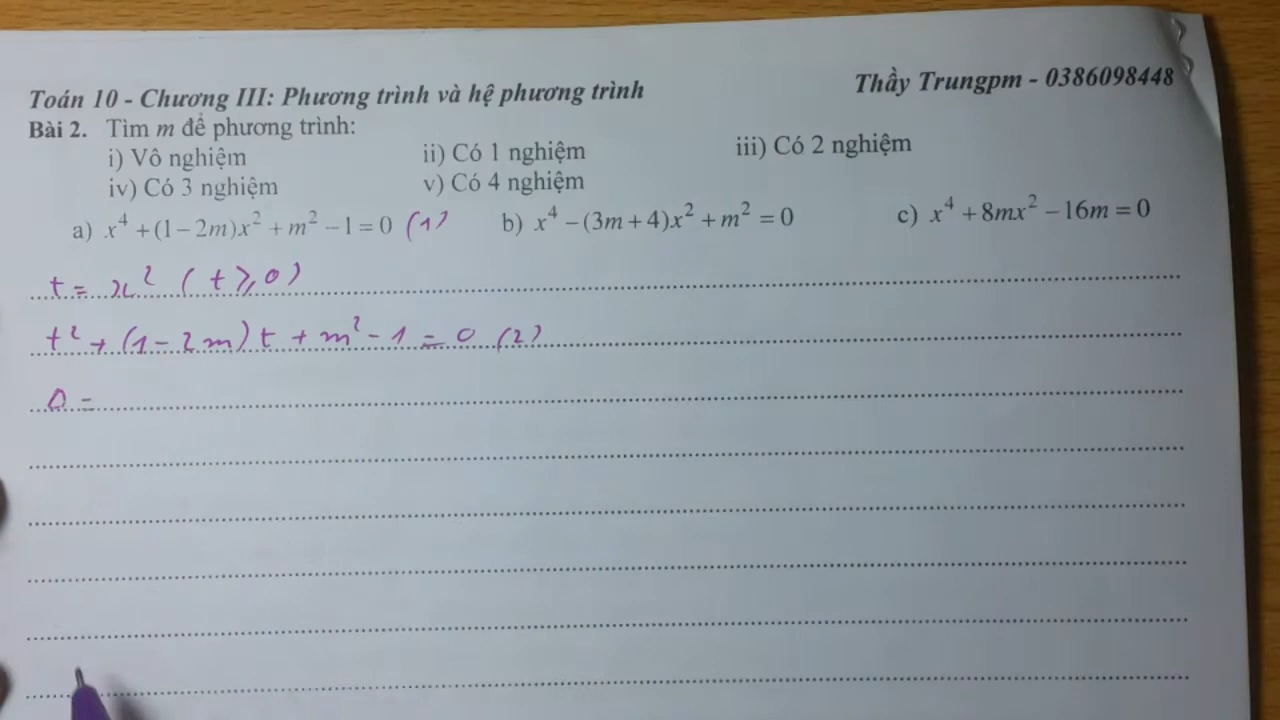 Toán 10 - Chương III: Phương trình và hệ phương trình Thầy Trungpm - 0386098448
Bài 2. Tìm m để phương trình:
i) Vô nghiệm ii) Có 1 nghiệm iii) Có 2 nghiệm
iv) Có 3 nghiệm v) Có 4 nghiệm
a) x⁴ + (1 − 2m)x² + m² − 1 = 0 (1) b) x⁴ − (3m + 4)x² + m² = 0 c) x⁴ + 8mx² − 16m = 0
t = x² (t ⩾ 0)
t² + (1 − 2m)t + m² − 1 = 0 (2)
Δ =